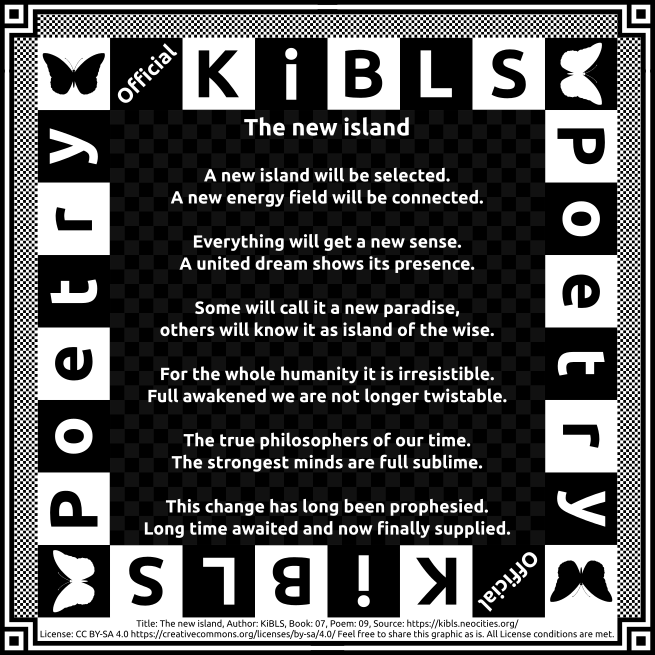 Official KiBLS
Poetry
Poetry
The new island
A new island will be selected.
A new energy field will be connected.
Everything will get a new sense.
A united dream shows its presence.
Some will call it a new paradise,
others will know it as island of the wise.
For the whole humanity it is irresistible.
Full awakened we are not longer twistable.
The true philosophers of our time.
The strongest minds are full sublime.
This change has long been prophesied.
Long time awaited and now finally supplied.
Official KiBLS
Title: The new island, Author: KiBLS, Book: 07, Poem: 09, Source: https://kibls.neocities.org/
License: CC BY-SA 4.0 https://creativecommons.org/licenses/by-sa/4.0/ Feel free to share this graphic as is. All License conditions are met.